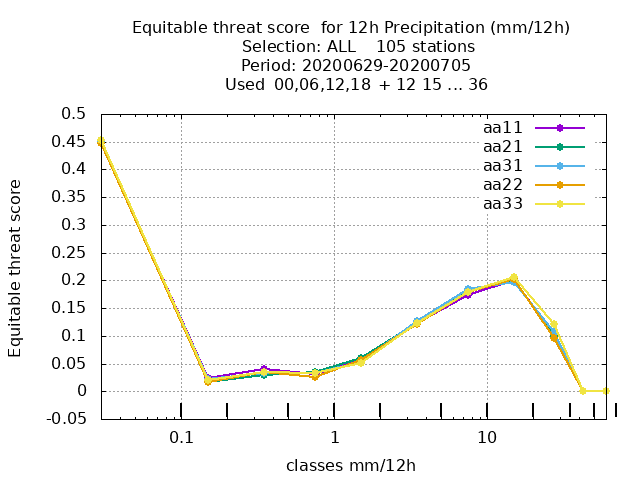 Equitable threat score for 12h Precipitation (mm/12h)
Selection: ALL 105 stations
Period: 20200629-20200705
Used 00,06,12,18 + 12 15 ... 36
0.5
0.45
0.4
0.35
0.3
0.25
0.2
0.15
0.1
0.05
0
-0.05
Equitable threat score
aa11
aa21
aa31
aa22
aa33
0.1 1 10
classes mm/12h